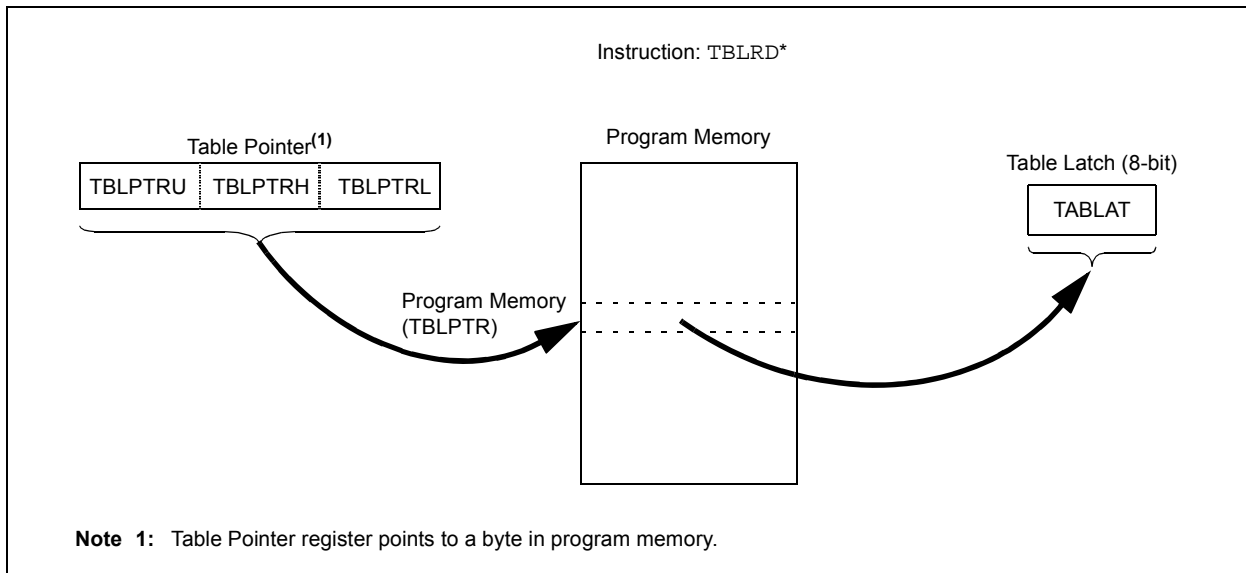 Instruction: TBLRD*
Table Pointer(1)
TBLPTRU TBLPTRH TBLPTRL
Program Memory
Table Latch (8-bit)
TABLAT
Program Memory
(TBLPTR)
Note 1: Table Pointer register points to a byte in program memory.